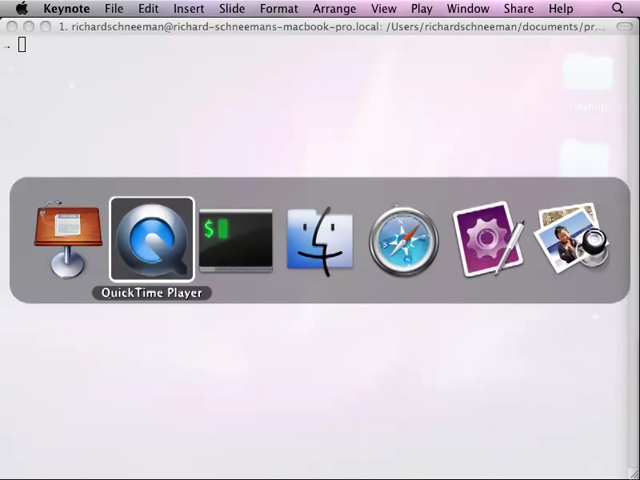 Keynote File Edit Insert Slide Format Arrange View Play Window Share Help
1. richardschneeman@richard-schneemans-macbook-pro.local: /Users/richardschneeman/documents/pr...
$
QuickTime Player